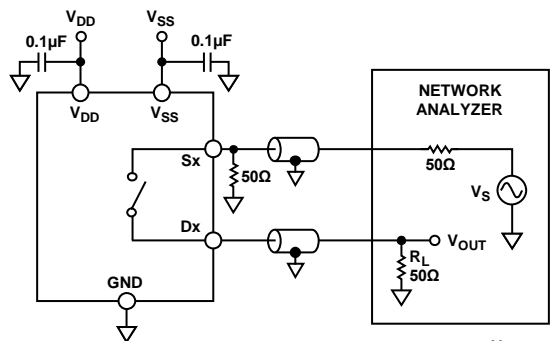 VDD
VSS
0.1µF
0.1µF
VDD
VSS
NETWORK
ANALYZER
Sx
50Ω
50Ω
VS
Dx
VOUT
RL
50Ω
GND